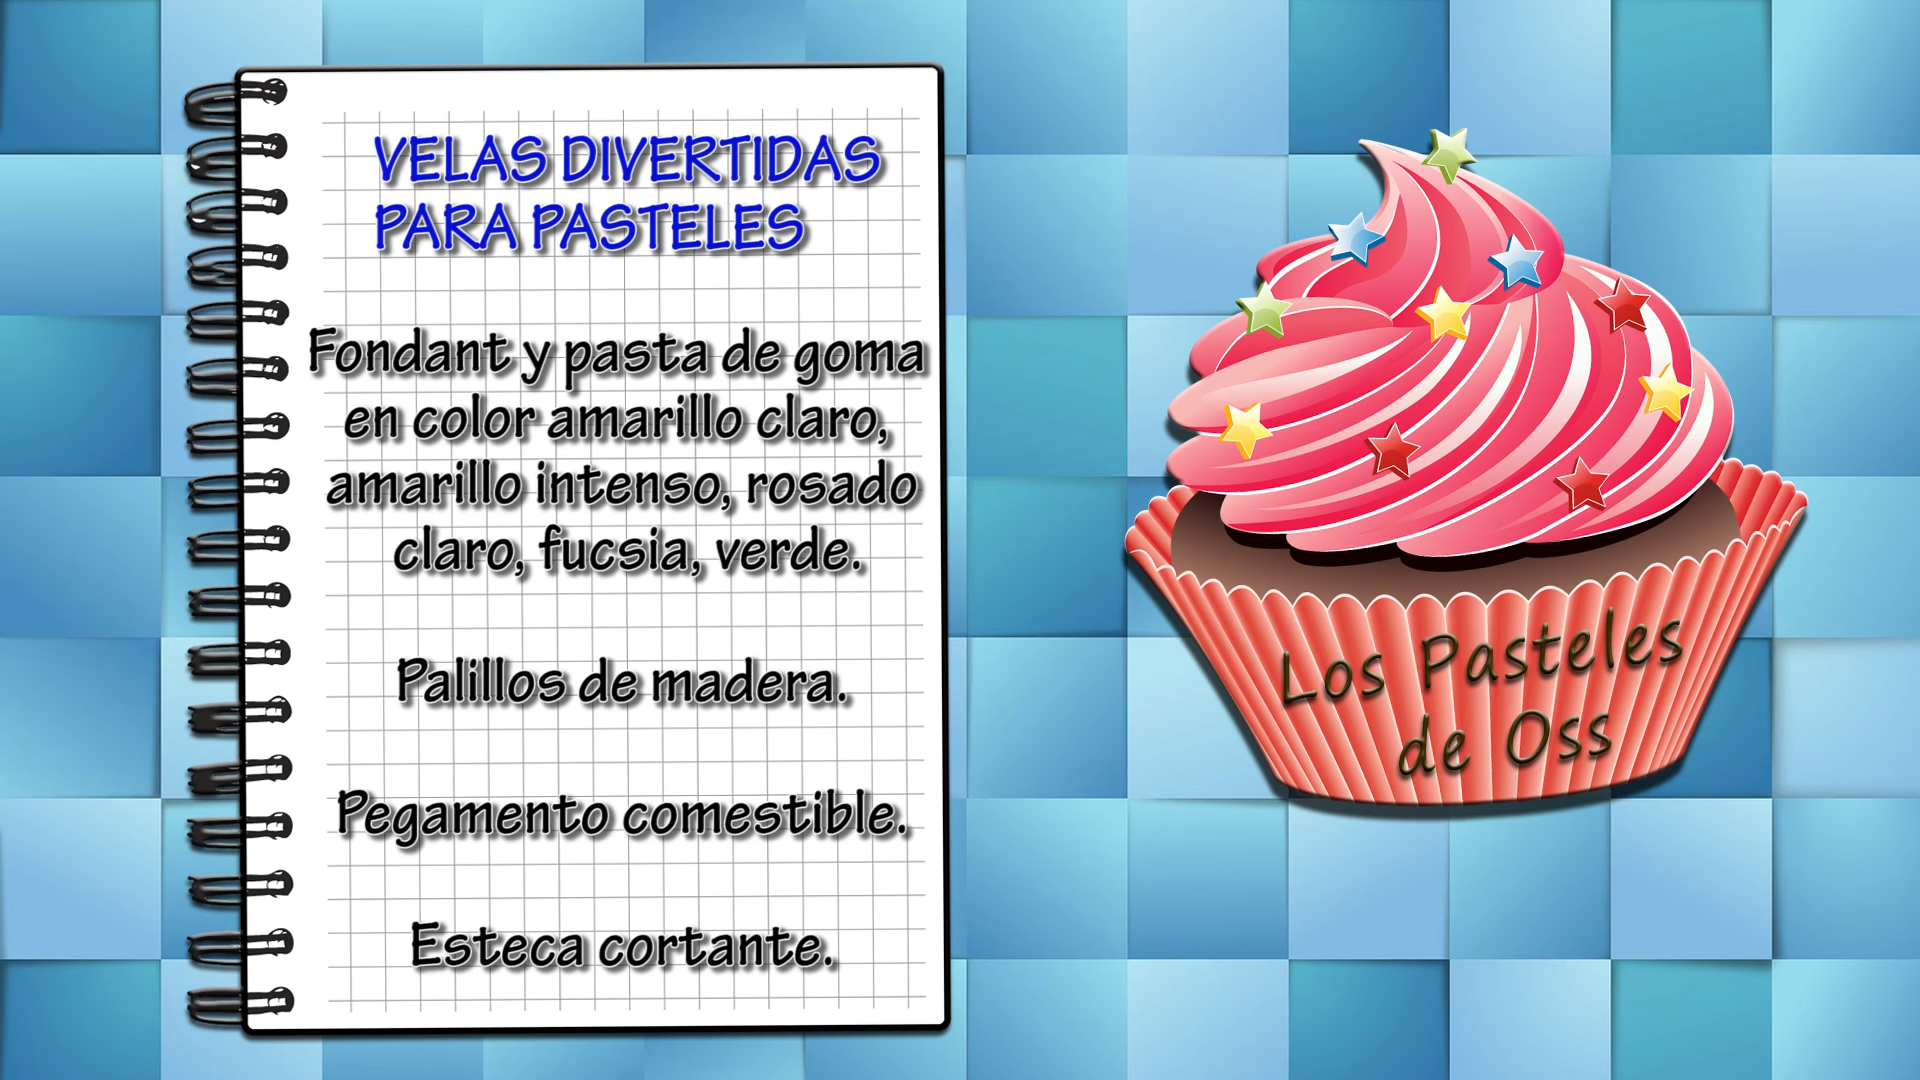 VELAS DIVERTIDAS
PARA PASTELES
Fondant y pasta de goma
en color amarillo claro,
amarillo intenso, rosado
claro, fucsia, verde.
Palillos de madera.
Pegamento comestible.
Esteca cortante.
Los Pasteles
de Oss